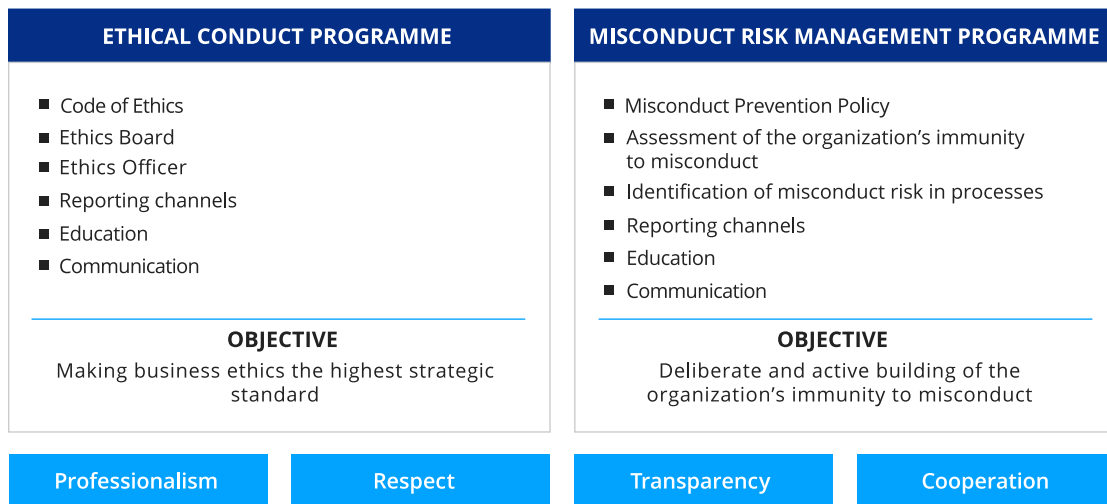 ETHICAL CONDUCT PROGRAMME
Code of Ethics
Ethics Board
Ethics Officer
Reporting channels
Education
Communication
OBJECTIVE
Making business ethics the highest strategic
standard
MISCONDUCT RISK MANAGEMENT PROGRAMME
Misconduct Prevention Policy
Assessment of the organization's immunity
to misconduct
Identification of misconduct risk in processes
Reporting channels
Education
Communication
OBJECTIVE
Deliberate and active building of the
organization's immunity to misconduct
Professionalism
Respect
Transparency
Cooperation